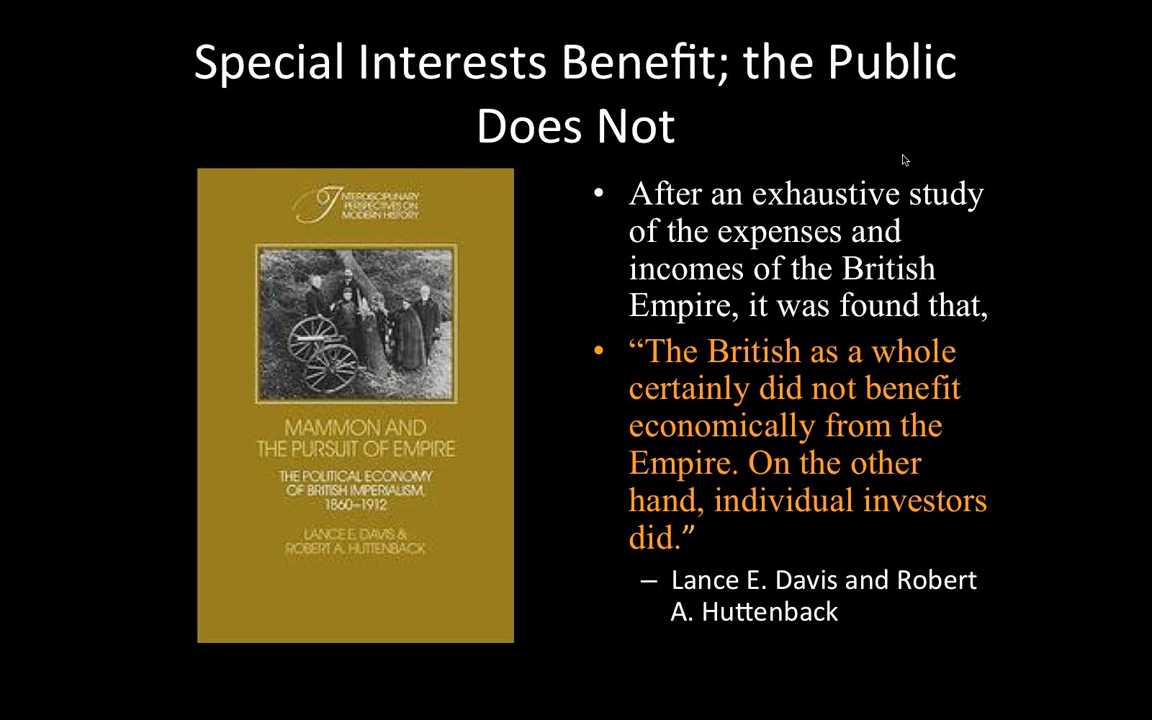 Special Interests Benefit; the Public
Does Not
INTERDISCIPLINARY
PERSPECTIVES ON
MODERN HISTORY
MAMMON AND
THE PURSUIT OF EMPIRE
THE POLITICAL ECONOMY
OF BRITISH IMPERIALISM,
1860–1912
LANCE E. DAVIS &
ROBERT A. HUTTENBACK
• After an exhaustive study
of the expenses and
incomes of the British
Empire, it was found that,
• “The British as a whole
certainly did not benefit
economically from the
Empire. On the other
hand, individual investors
did.”
– Lance E. Davis and Robert
A. Huttenback